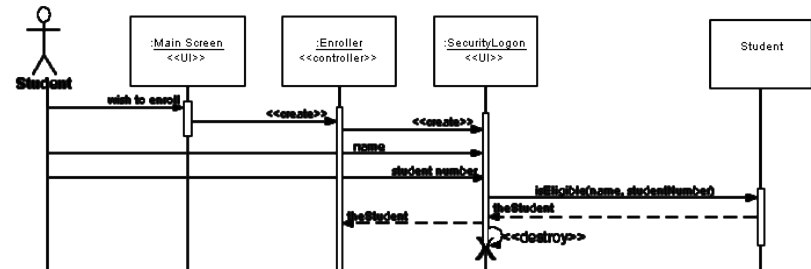 :Main Screen
<<UI>>
:Enroller
<<controller>>
:SecurityLogon
<<UI>>
Student
Student
wish to enroll
<<create>>
<<create>>
name
student number
isEligible(name, studentNumber)
theStudent
theStudent
<<destroy>>